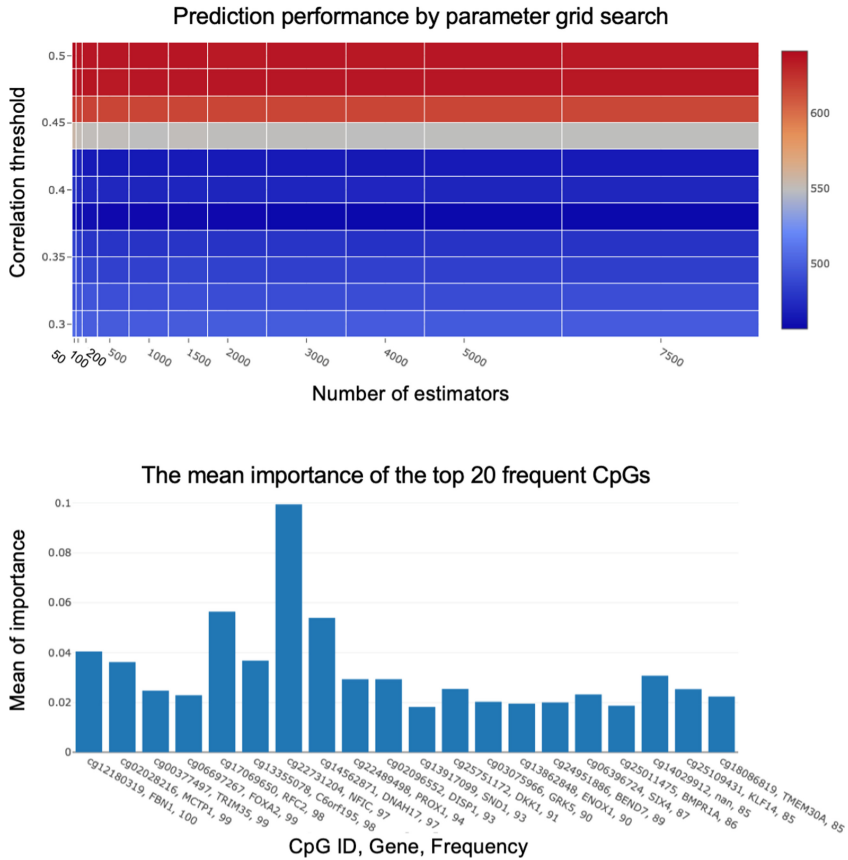 Prediction performance by parameter grid search
Correlation threshold
0.5
0.45
0.4
0.35
0.3
600
550
500
50 100 200 500 1000 1500 2000 3000 4000 5000 7500
Number of estimators
The mean importance of the top 20 frequent CpGs
Mean of importance
0.1
0.08
0.06
0.04
0.02
0
cg12180319, FBN1, 100
cg02028216, MCTP1, 99
cg00377497, TRIM35, 99
cg06697267, FOXA2, 99
cg17069650, RFC2, 98
cg13355078, C6orf195, 98
cg22731204, NFIC, 97
cg14562871, DNAH17, 97
cg22489498, PROX1, 94
cg02096552, DISP1, 93
cg13917099, SND1, 93
cg25751172, DKK1, 91
cg03075966, GRK5, 90
cg13862848, ENOX1, 90
cg24951886, BEND7, 89
cg06396724, SIX4, 87
cg25011475, BMPR1A, 86
cg14029912, nan, 85
cg25109431, KLF14, 85
cg18086819, TMEM30A, 85
CpG ID, Gene, Frequency